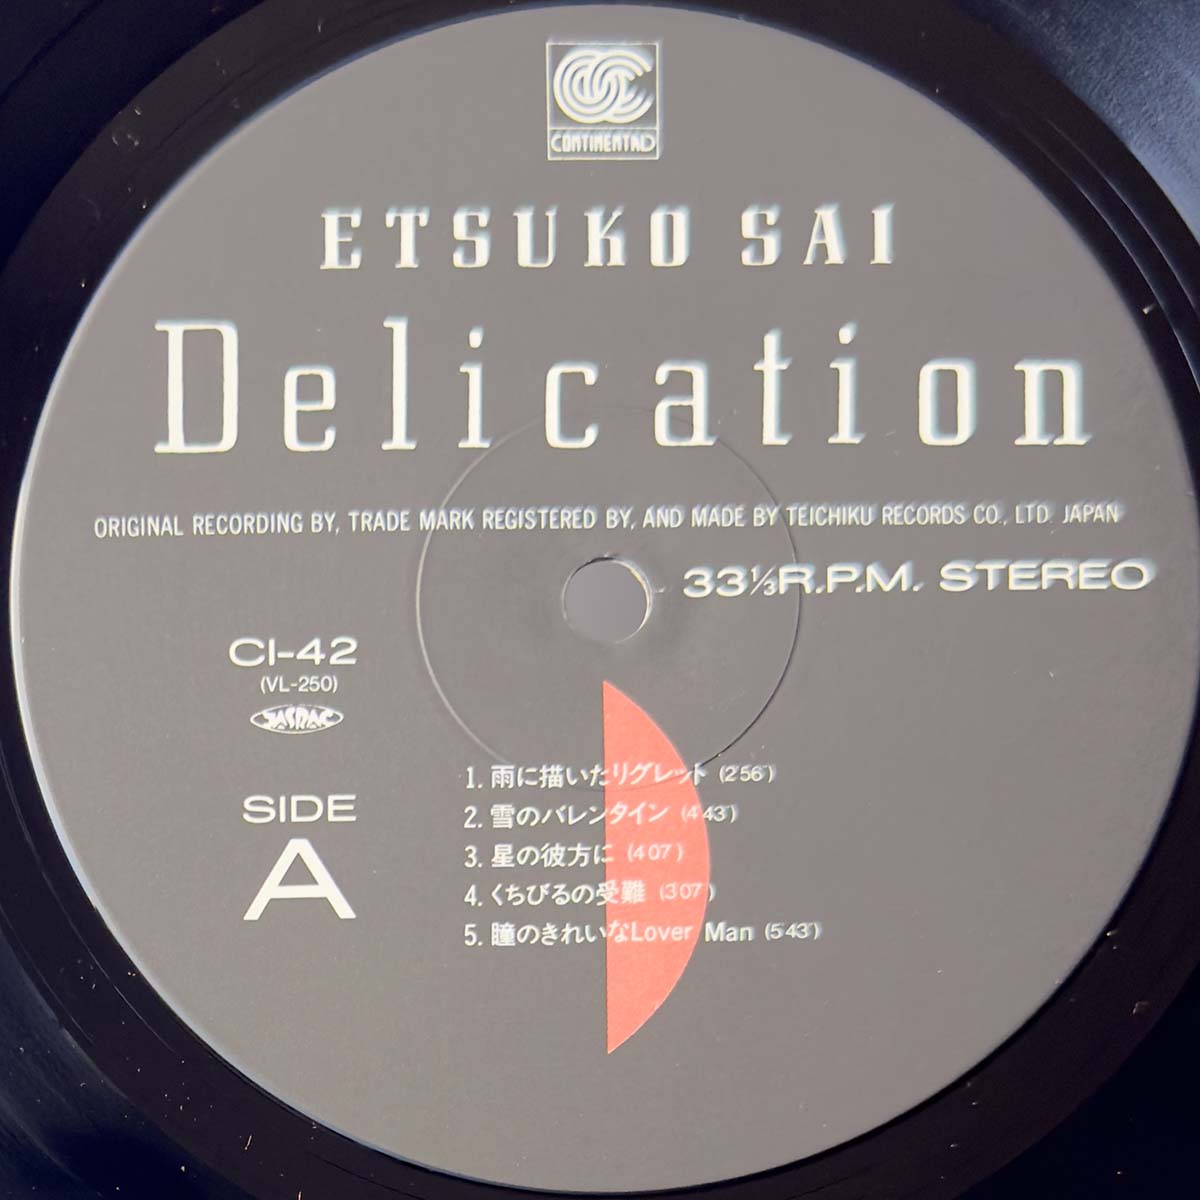 CONTINENTAL
ETSUKO SAI
Delication
ORIGINAL RECORDING BY, TRADE MARK REGISTERED BY, AND MADE BY TEICHIKU RECORDS CO., LTD. JAPAN
33⅓R.P.M. STEREO
CI-42
(VL-250)
JASRAC
SIDE
A
1. 雨に描いたリグレット (2′56″)
2. 雪のバレンタイン (4′43″)
3. 星の彼方に (4′07″)
4. くちびるの受難 (3′07″)
5. 瞳のきれいなLover Man (5′43″)